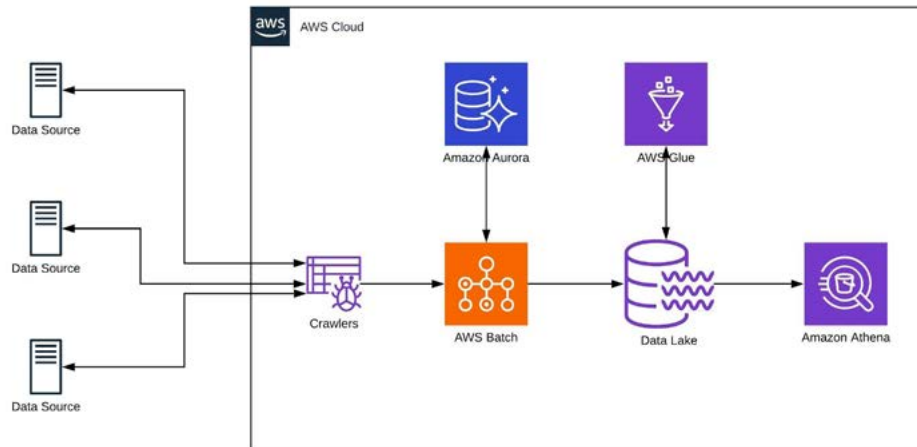 aws
AWS Cloud
Data Source
Amazon Aurora
AWS Glue
Data Source
Crawlers
AWS Batch
Data Lake
Amazon Athena
Data Source